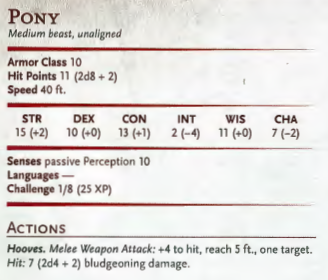 PONY
Medium beast, unaligned
Armor Class 10
Hit Points 11 (2d8 + 2)
Speed 40 ft.
STR DEX CON INT WIS CHA
15 (+2) 10 (+0) 13 (+1) 2 (−4) 11 (+0) 7 (−2)
Senses passive Perception 10
Languages —
Challenge 1/8 (25 XP)
ACTIONS
Hooves. Melee Weapon Attack: +4 to hit, reach 5 ft., one target.
Hit: 7 (2d4 + 2) bludgeoning damage.